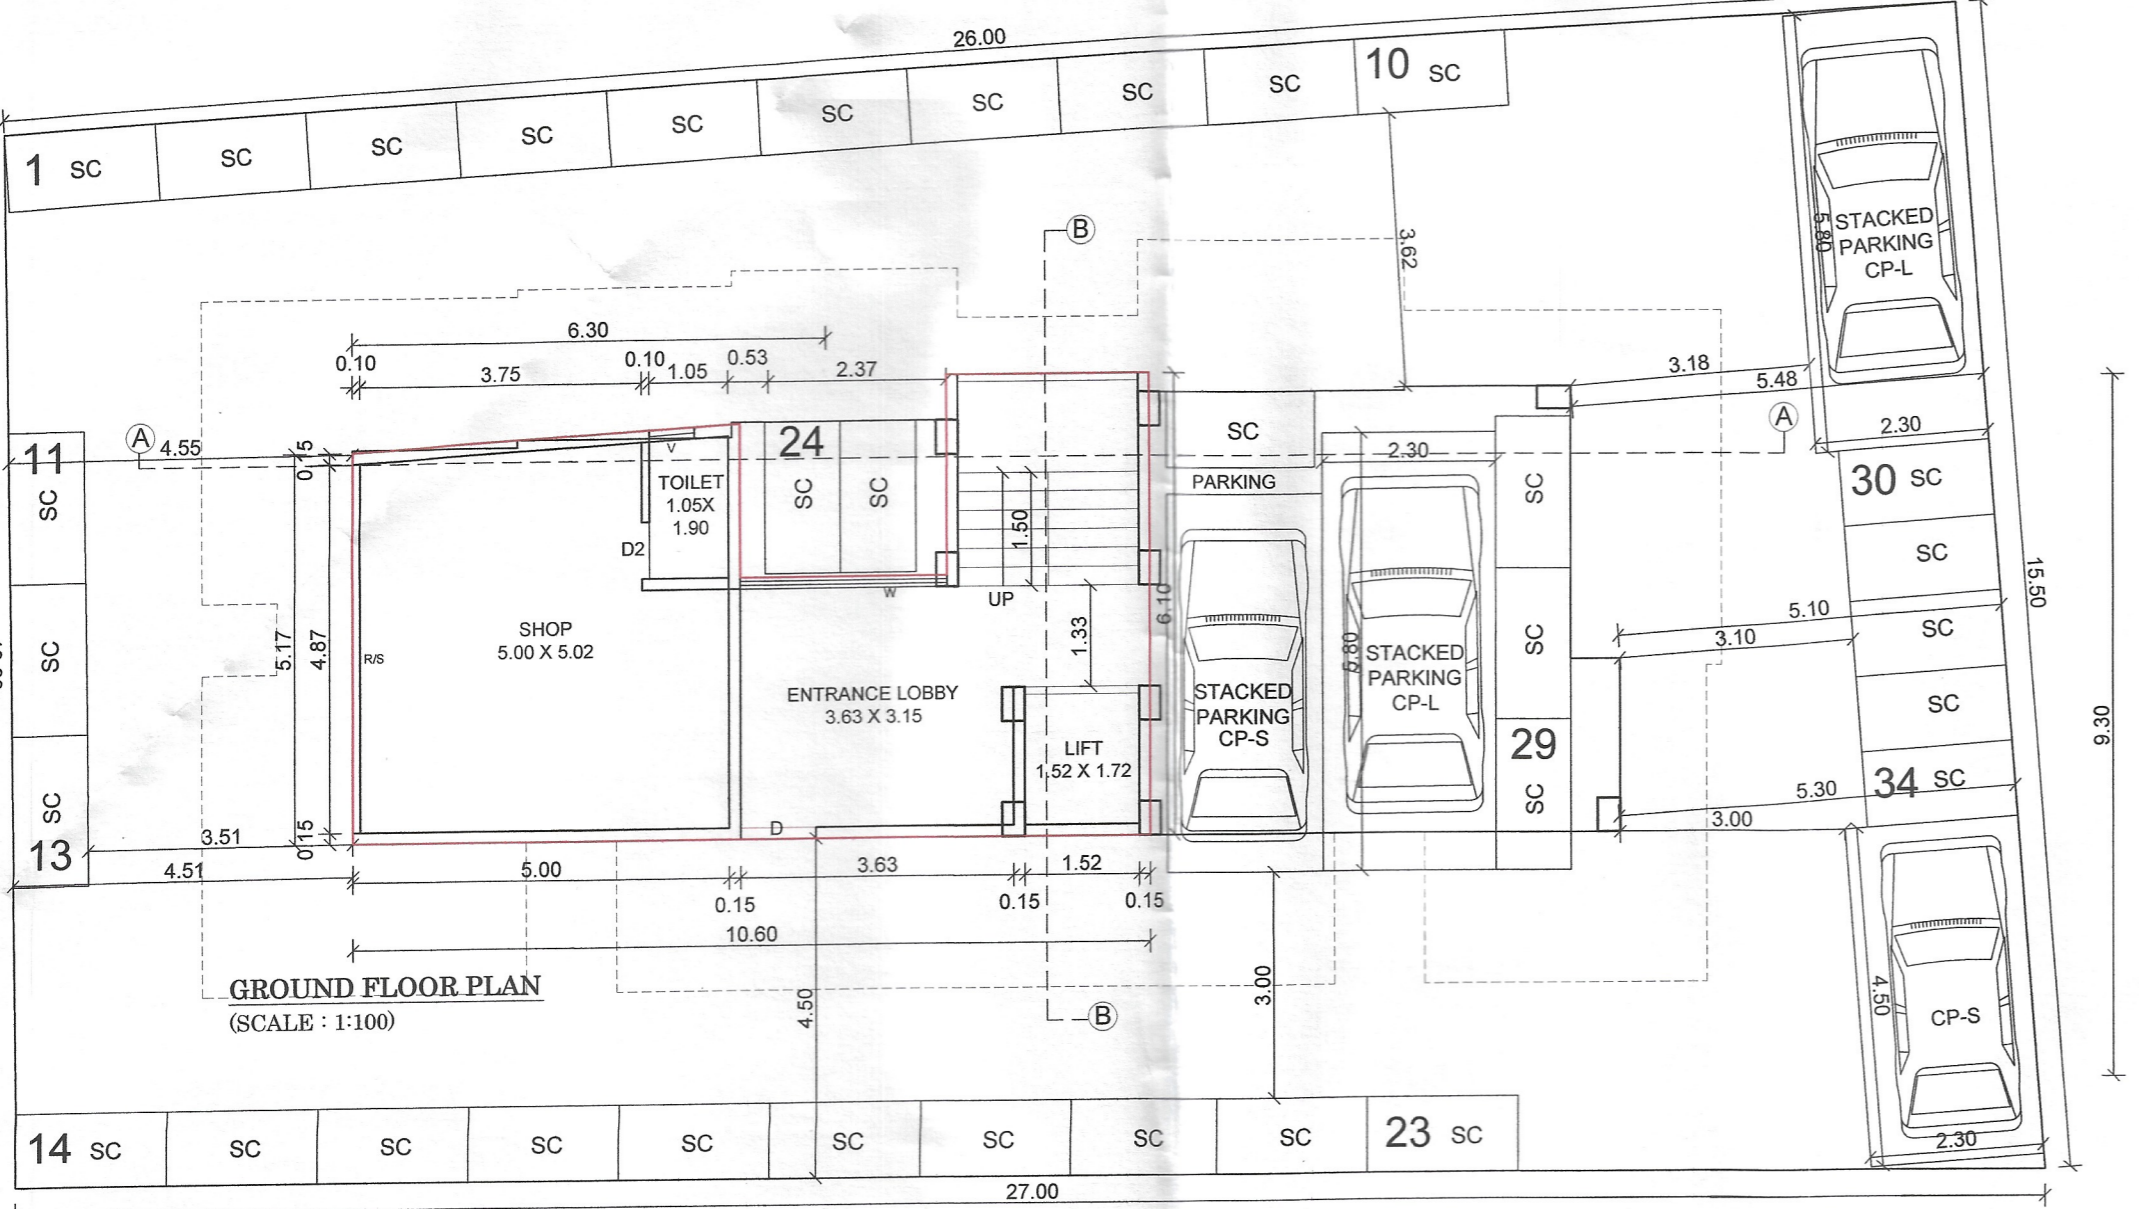 26.00
1 SC
SC
SC
SC
SC
SC
SC
SC
SC
10 SC
STACKED
PARKING
CP-L
5.80
B
3.62
6.30
0.10
3.75
0.10
1.05
0.53
2.37
3.18
5.48
2.30
A
4.55
0.15
11
SC
SC
SC
13
V
TOILET
1.05X
1.90
D2
24
SC
SC
SC
PARKING
2.30
SC
A
30 SC
SC
SC
SC
34 SC
15.50
9.30
5.17
4.87
R/S
SHOP
5.00 X 5.02
W
UP
1.50
1.33
6.10
ENTRANCE LOBBY
3.63 X 3.15
LIFT
1.52 X 1.72
STACKED
PARKING
CP-S
5.80
STACKED
PARKING
CP-L
SC
29
SC
5.10
3.10
5.30
3.00
D
0.15
3.51
4.51
5.00
3.63
1.52
0.15
0.15
0.15
10.60
GROUND FLOOR PLAN
(SCALE : 1:100)
4.50
B
3.00
4.50
CP-S
2.30
14 SC
SC
SC
SC
SC
SC
SC
SC
SC
23 SC
27.00